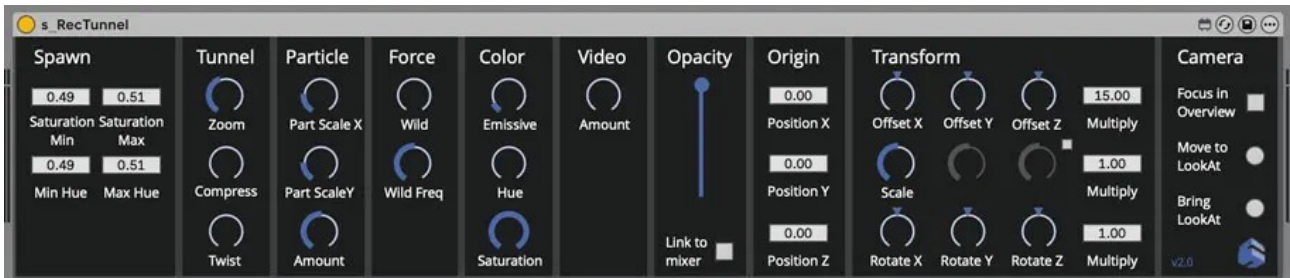 s_RecTunnel
Spawn
0.49 0.51
Saturation Saturation
Min Max
0.49 0.51
Min Hue Max Hue
Tunnel
Zoom
Compress
Twist
Particle
Part Scale X
Part ScaleY
Amount
Force
Wild
Wild Freq
Color
Emissive
Hue
Saturation
Video
Amount
Opacity
Link to
mixer
Origin
0.00
Position X
0.00
Position Y
0.00
Position Z
Transform
15.00
Offset X Offset Y Offset Z Multiply
1.00
Scale Multiply
1.00
Rotate X Rotate Y Rotate Z Multiply
Camera
Focus in
Overview
Move to
LookAt
Bring
LookAt
v2.0